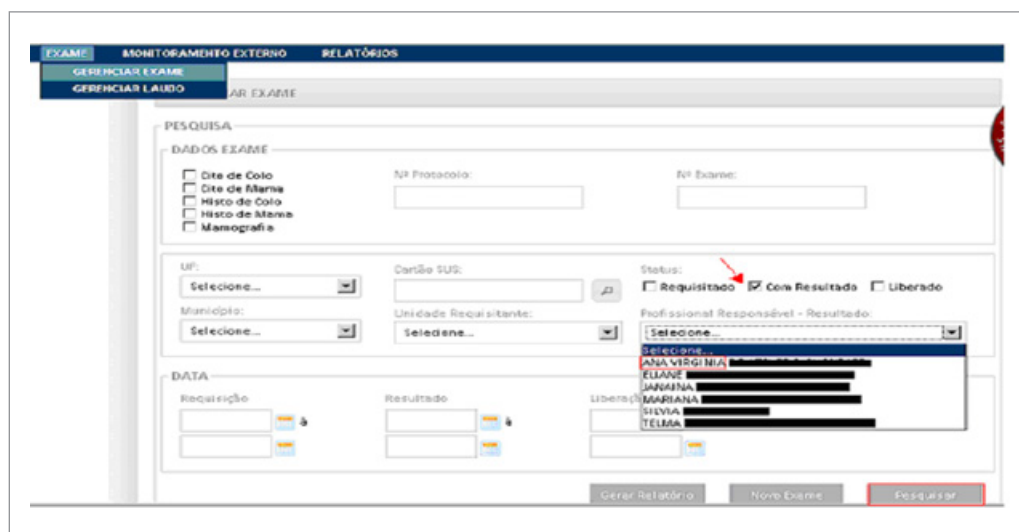 EXAME MONITORAMENTO EXTERNO RELATÓRIOS
GERENCIAR EXAME
GERENCIAR LAUDO
AR EXAME
PESQUISA
DADOS EXAME
Cito de Colo
Cito de Mama
Histo de Colo
Histo de Mama
Mamografia
Nº Protocolo:
Nº Exame:
UF:
Selecione...
Cartão SUS:
Status:
Requisitado Com Resultado Liberado
Município:
Selecione...
Unidade Requisitante:
Selecione...
Profissional Responsável - Resultado:
Selecione...
Selecione...
ANA VIRGINIA
ELIANE
JANAINA
MARIANA
SILVIA
TELMA
DATA
Requisição
Resultado
à
à
Gerar Relatório Novo Exame Pesquisar